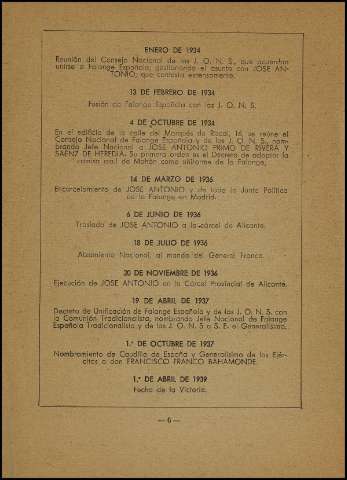 ENERO DE 1934
Reunión del Consejo Nacional de las J. O. N. S., que acuerdan
unirse a Falange Española, gestionando el asunto con JOSE AN-
TONIO, que contesta extensamente.
13 DE FEBRERO DE 1934
Fusión de Falange Española con las J. O. N. S.
4 DE OCTUBRE DE 1934
En el edificio de la calle del Marqués de Riscal, 16, se reúne el
Consejo Nacional de Falange Española y de las J. O. N. S., nom-
brando Jefe Nacional a JOSE ANTONIO PRIMO DE RIVERA Y
SAENZ DE HEREDIA. Su primera orden es el Decreto de adoptar la
camisa azul de Mahón como uniforme de la Falange.
14 DE MARZO DE 1936
Encarcelamiento de JOSE ANTONIO y de toda la Junta Política
de la Falange en Madrid.
6 DE JUNIO DE 1936
Traslado de JOSE ANTONIO a la cárcel de Alicante.
18 DE JULIO DE 1936
Alzamiento Nacional, al mando del General Franco.
20 DE NOVIEMBRE DE 1936
Ejecución de JOSE ANTONIO en la Cárcel Provincial de Alicante.
19 DE ABRIL DE 1937
Decreto de Unificación de Falange Española y de las J. O. N. S. con
la Comunión Tradicionalista, nombrando Jefe Nacional de Falange
Española Tradicionalista y de las J. O. N. S. a S. E. el Generalísimo.
1.º DE OCTUBRE DE 1937
Nombramiento de Caudillo de España y Generalísimo de los Ejér-
citos a don FRANCISCO FRANCO BAHAMONDE.
1.º DE ABRIL DE 1939
Fecha de la Victoria.
— 6 —